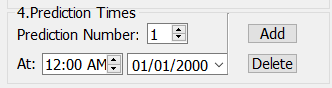 4.Prediction Times
Prediction Number: 1 Add
At: 12:00 AM 01/01/2000 Delete